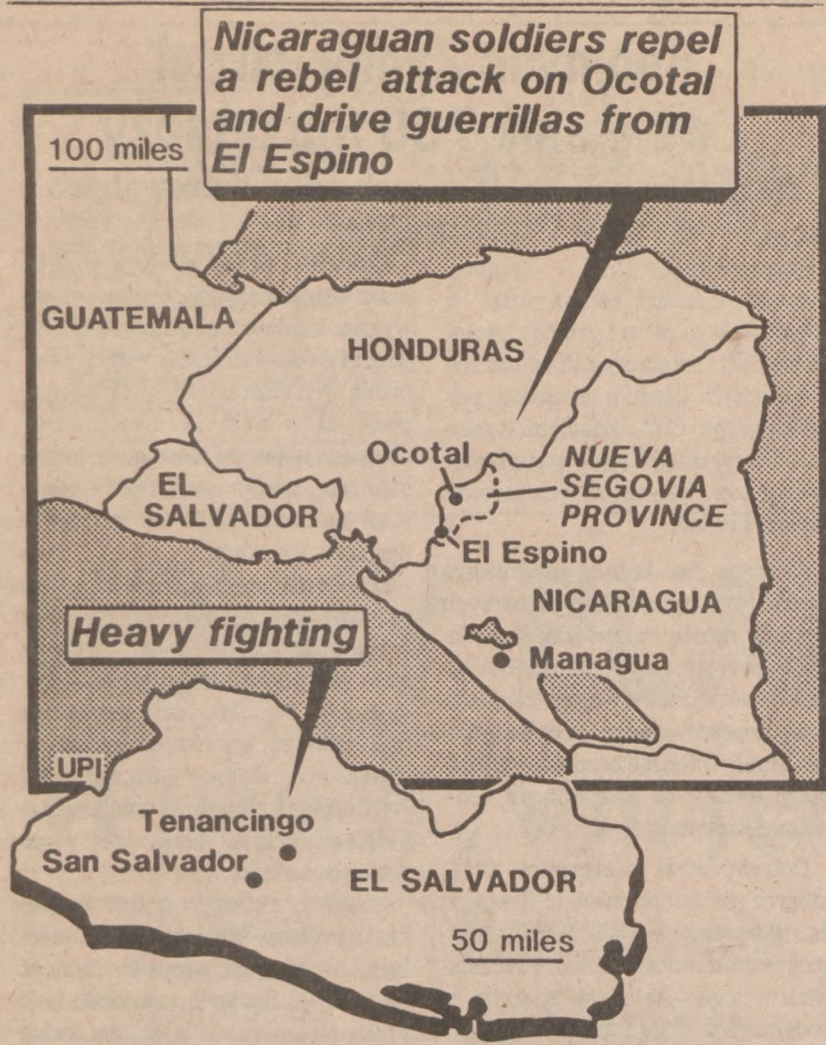 Nicaraguan soldiers repel
a rebel attack on Ocotal
and drive guerrillas from
El Espino
100 miles
GUATEMALA
HONDURAS
Ocotal
NUEVA
SEGOVIA
PROVINCE
EL
SALVADOR
El Espino
NICARAGUA
Managua
Heavy fighting
UPI
Tenancingo
San Salvador
EL SALVADOR
50 miles